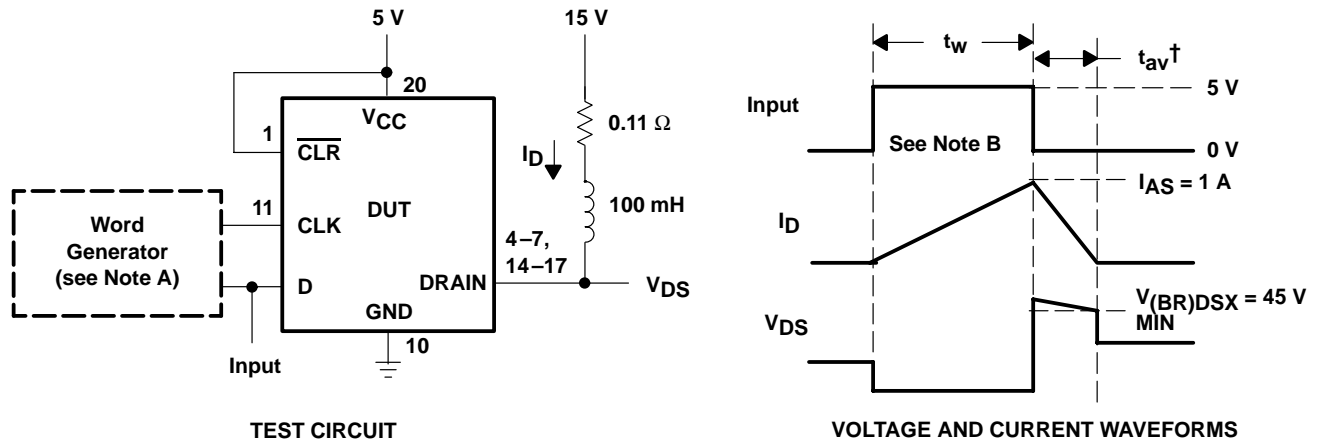 5 V
15 V
20
VCC
1
CLR
0.11 Ω
ID
Word
Generator
(see Note A)
11
CLK
DUT
100 mH
4–7,
14–17
D
DRAIN
VDS
GND
10
Input
TEST CIRCUIT
tw
tav†
Input
5 V
See Note B
0 V
IAS = 1 A
ID
V(BR)DSX = 45 V
MIN
VDS
VOLTAGE AND CURRENT WAVEFORMS